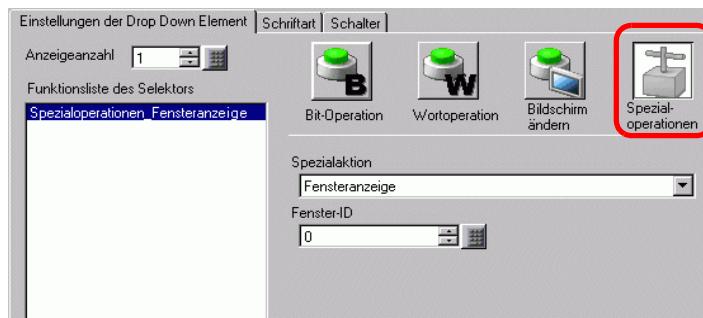 Einstellungen der Drop Down Element Schriftart Schalter
Anzeigeanzahl 1
Funktionsliste des Selektors
Spezialoperationen_Fensteranzeige
B
Bit-Operation
W
Wortoperation
Bildschirm
ändern
Spezial-
operationen
Spezialaktion
Fensteranzeige
Fenster-ID
0